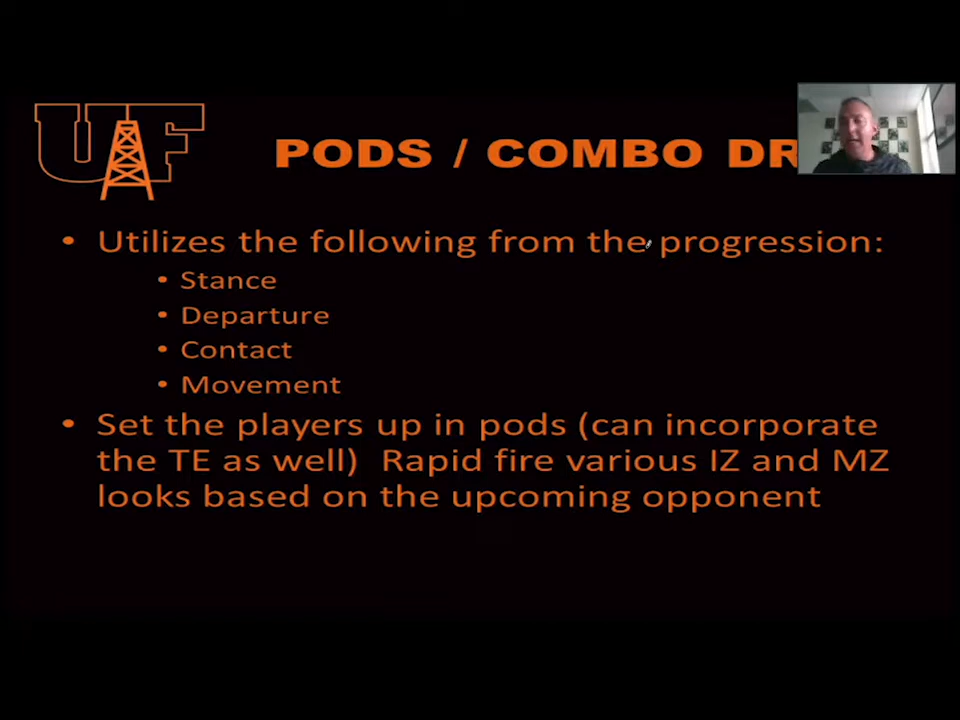 UF
PODS / COMBO DR
• Utilizes the following from the progression:
• Stance
• Departure
• Contact
• Movement
• Set the players up in pods (can incorporate
the TE as well) Rapid fire various IZ and MZ
looks based on the upcoming opponent